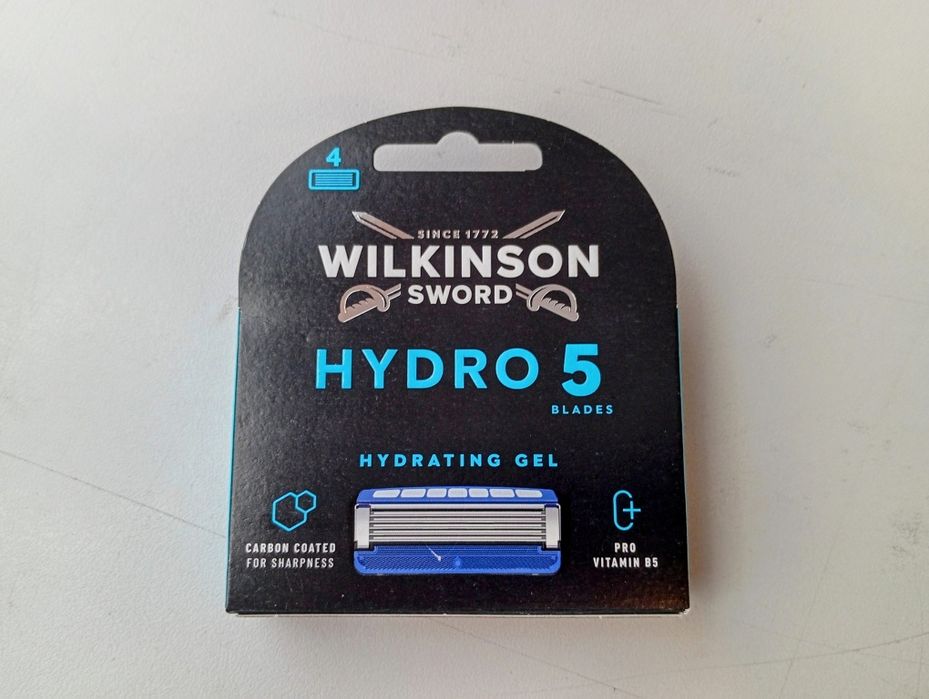 4
SINCE 1772
WILKINSON
SWORD
HYDRO 5
BLADES
HYDRATING GEL
CARBON COATED
FOR SHARPNESS
PRO
VITAMIN B5